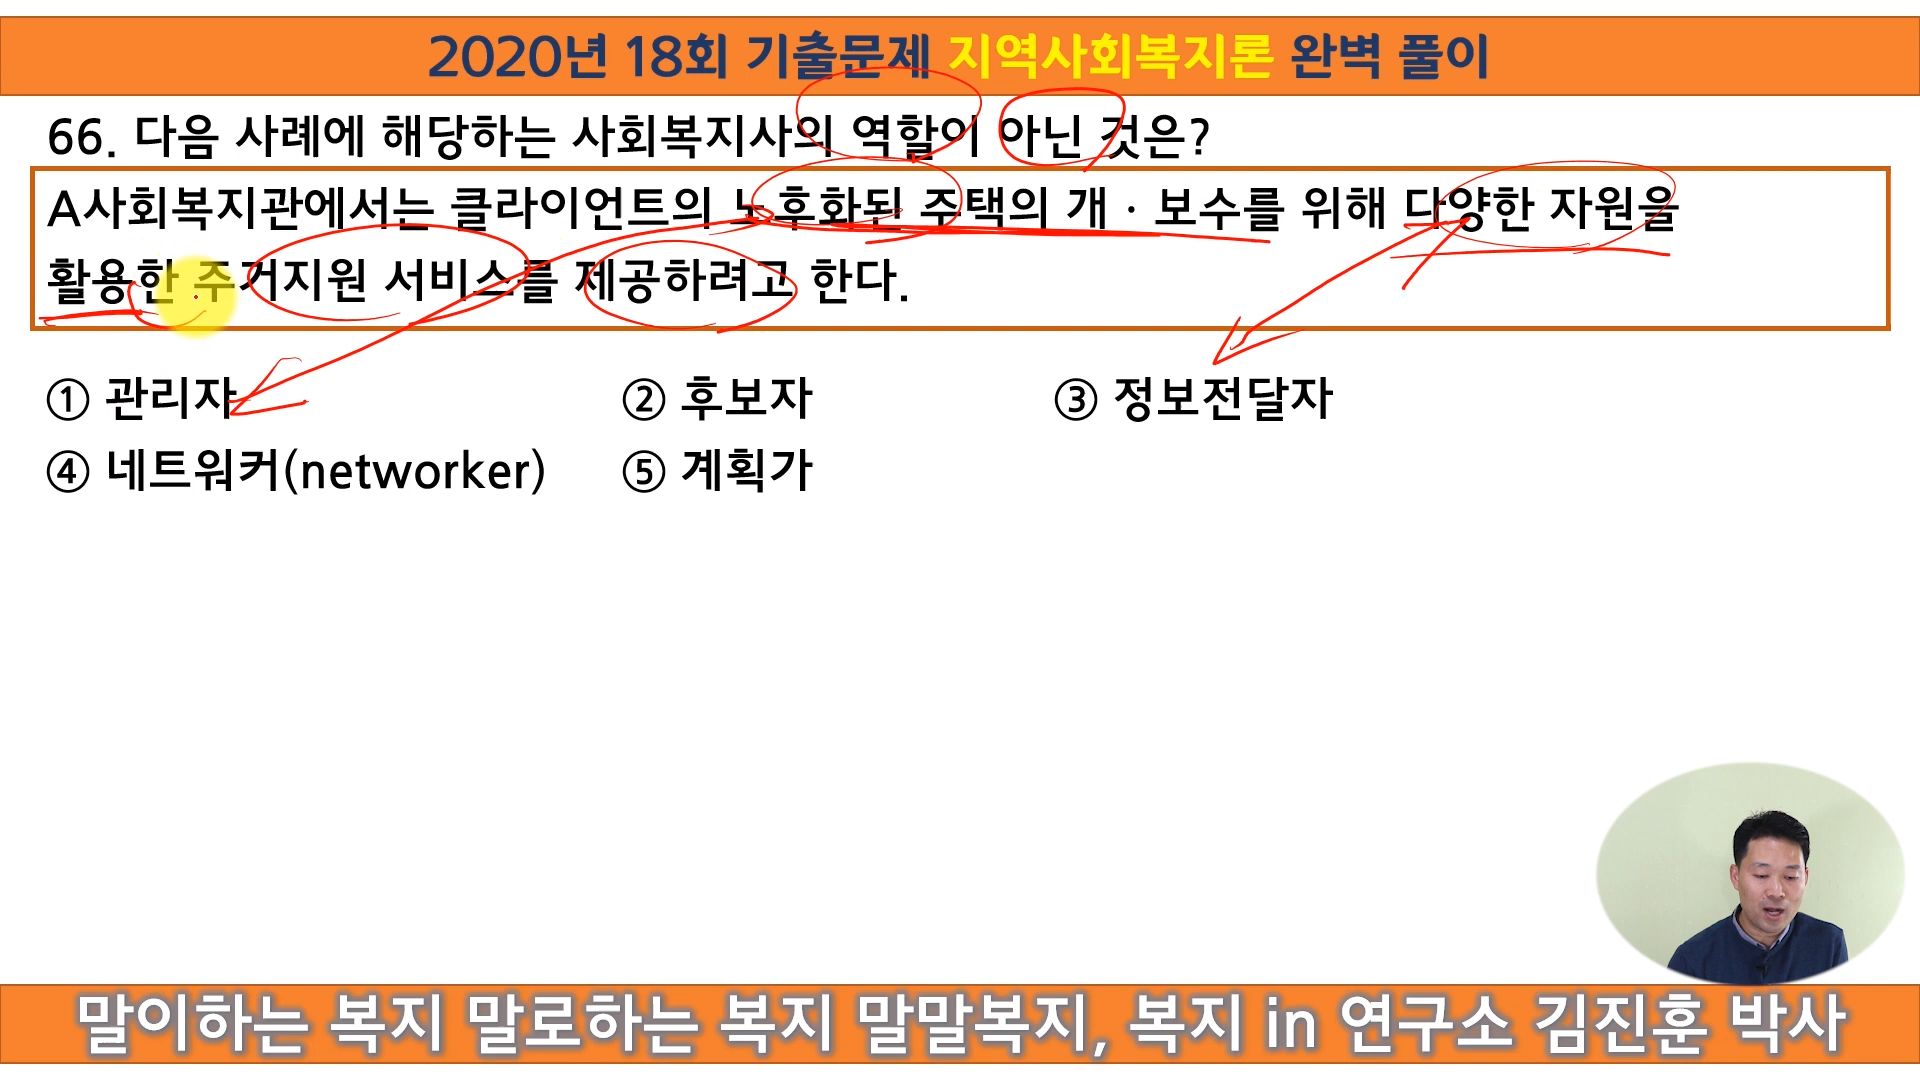 2020년 18회 기출문제 지역사회복지론 완벽 풀이
66. 다음 사례에 해당하는 사회복지사의 역할이 아닌 것은?
A사회복지관에서는 클라이언트의 노후화된 주택의 개·보수를 위해 다양한 자원을
활용한 주거지원 서비스를 제공하려고 한다.
① 관리자 ② 후보자 ③ 정보전달자
④ 네트워커(networker) ⑤ 계획가
말이하는 복지 말로하는 복지 말말복지, 복지 in 연구소 김진훈 박사